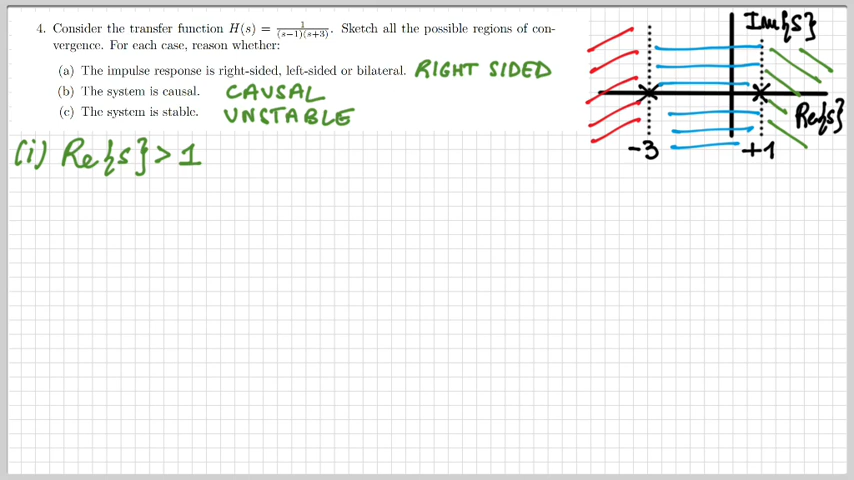 4. Consider the transfer function H(s) = 1/((s−1)(s+3)). Sketch all the possible regions of con-
vergence. For each case, reason whether:
(a) The impulse response is right-sided, left-sided or bilateral. RIGHT SIDED
(b) The system is causal. CAUSAL
(c) The system is stable. UNSTABLE
(i) Re{s} > 1
Im{s}
Re{s}
-3
+1